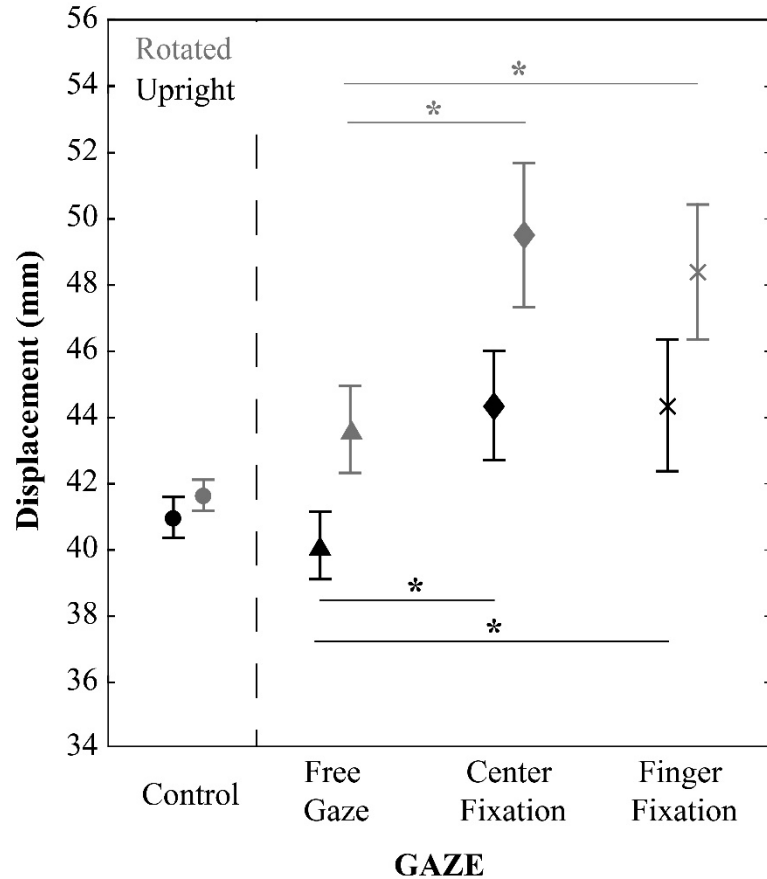 56
54
52
50
48
46
44
42
40
38
36
34
Displacement (mm)
Rotated
Upright
*
*
*
*
Control
Free
Gaze
Center
Fixation
Finger
Fixation
GAZE